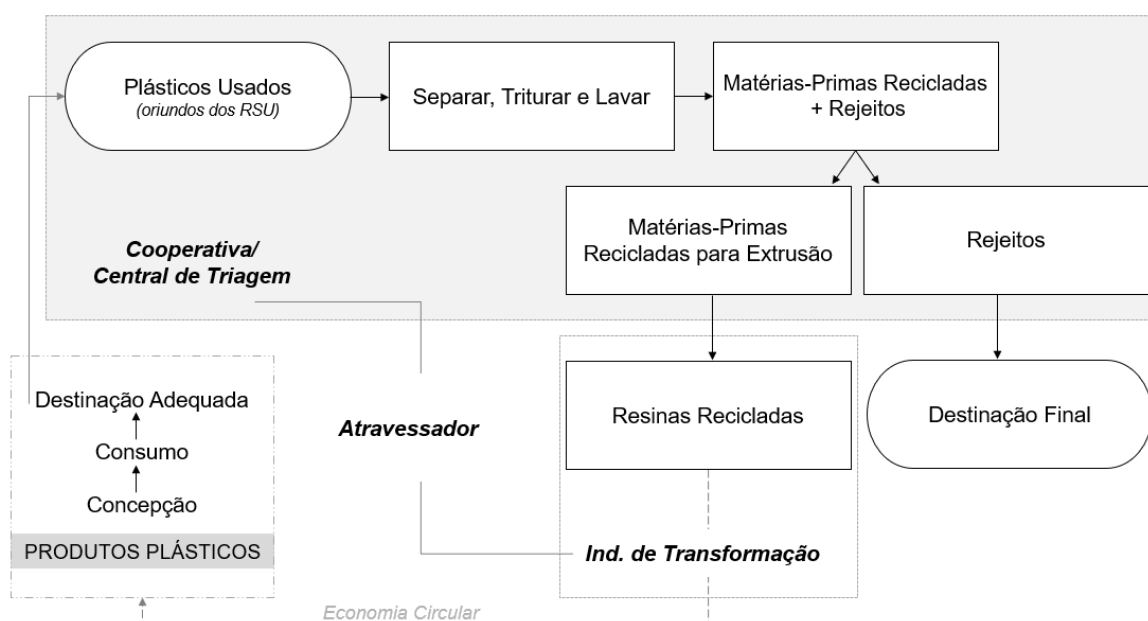 Plásticos Usados
(oriundos dos RSU)
Separar, Triturar e Lavar
Matérias-Primas Recicladas
+ Rejeitos
Matérias-Primas
Recicladas para Extrusão
Rejeitos
Cooperativa/
Central de Triagem
Destinação Adequada
Consumo
Concepção
PRODUTOS PLÁSTICOS
Atravessador
Resinas Recicladas
Destinação Final
Ind. de Transformação
Economia Circular